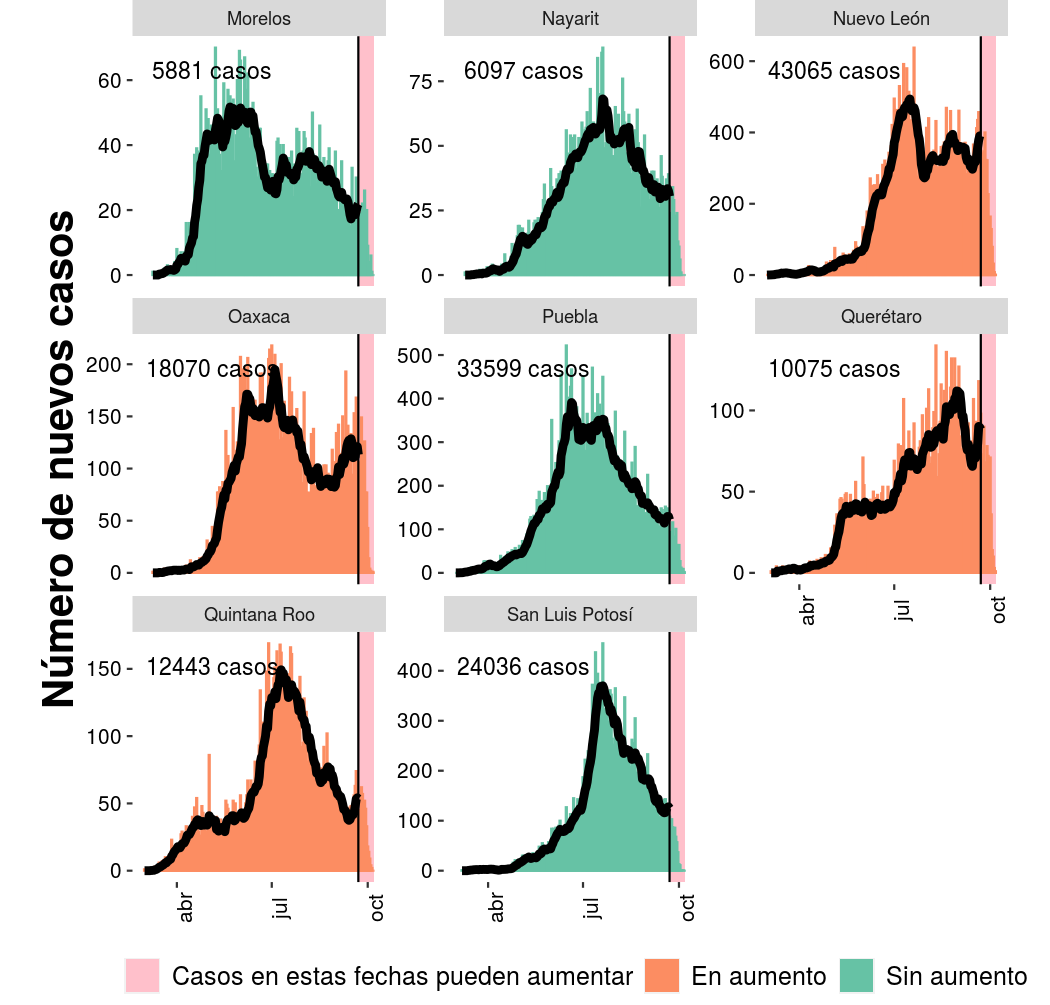 Número de nuevos casos
Morelos
5881 casos
60
40
20
0
Nayarit
6097 casos
75
50
25
0
Nuevo León
43065 casos
600
400
200
0
Oaxaca
18070 casos
200
150
100
50
0
Puebla
33599 casos
500
400
300
200
100
0
Querétaro
10075 casos
100
50
0
abr
jul
oct
Quintana Roo
12443 casos
150
100
50
0
abr
jul
oct
San Luis Potosí
24036 casos
400
300
200
100
0
abr
jul
oct
Casos en estas fechas pueden aumentar
En aumento
Sin aumento